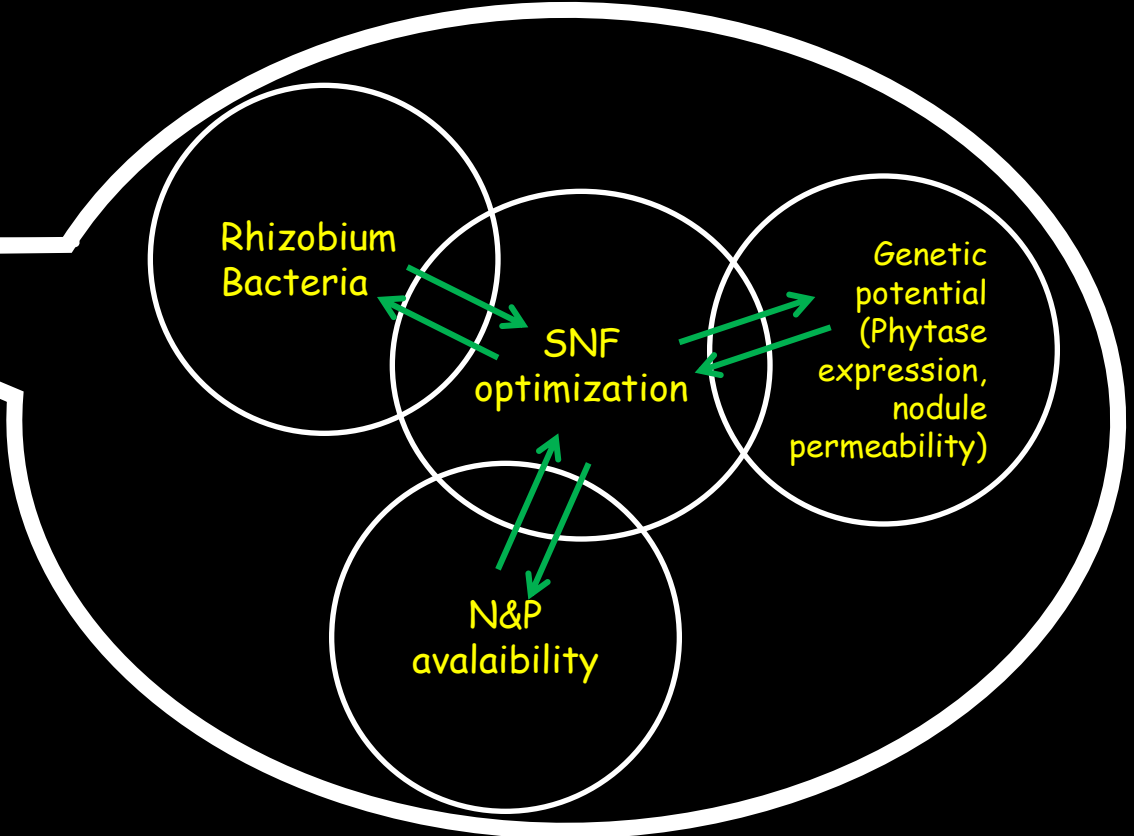 Rhizobium
Bacteria
SNF
optimization
Genetic
potential
(Phytase
expression,
nodule
permeability)
N&P
avalaibility